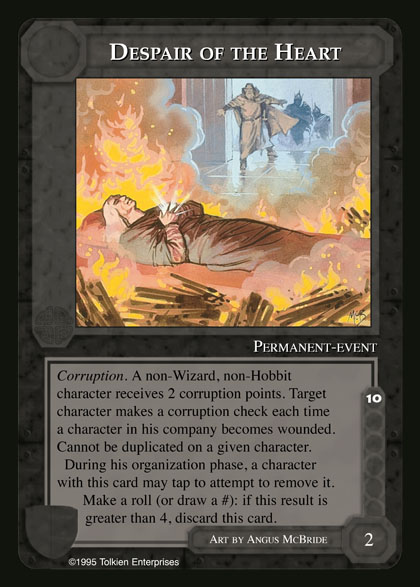 Despair of the Heart
Permanent-event
Corruption. A non-Wizard, non-Hobbit
character receives 2 corruption points. Target
character makes a corruption check each time
a character in his company becomes wounded.
Cannot be duplicated on a given character.
During his organization phase, a character
with this card may tap to attempt to remove it.
Make a roll (or draw a #): if this result is
greater than 4, discard this card.
10
Art by Angus McBride
2
©1995 Tolkien Enterprises